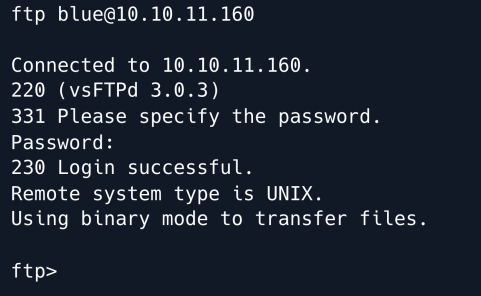 ftp blue@10.10.11.160
Connected to 10.10.11.160.
220 (vsFTPd 3.0.3)
331 Please specify the password.
Password:
230 Login successful.
Remote system type is UNIX.
Using binary mode to transfer files.
ftp>